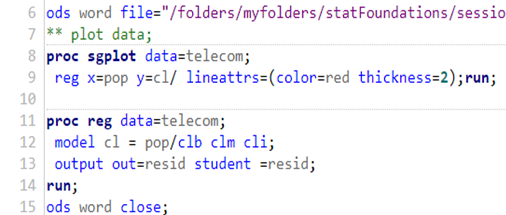 6 ods word file="/folders/myfolders/statFoundations/sessio
7 ** plot data;
8 proc sgplot data=telecom;
9 reg x=pop y=cl/ lineattrs=(color=red thickness=2);run;
10
11 proc reg data=telecom;
12 model cl = pop/clb clm cli;
13 output out=resid student =resid;
14 run;
15 ods word close;